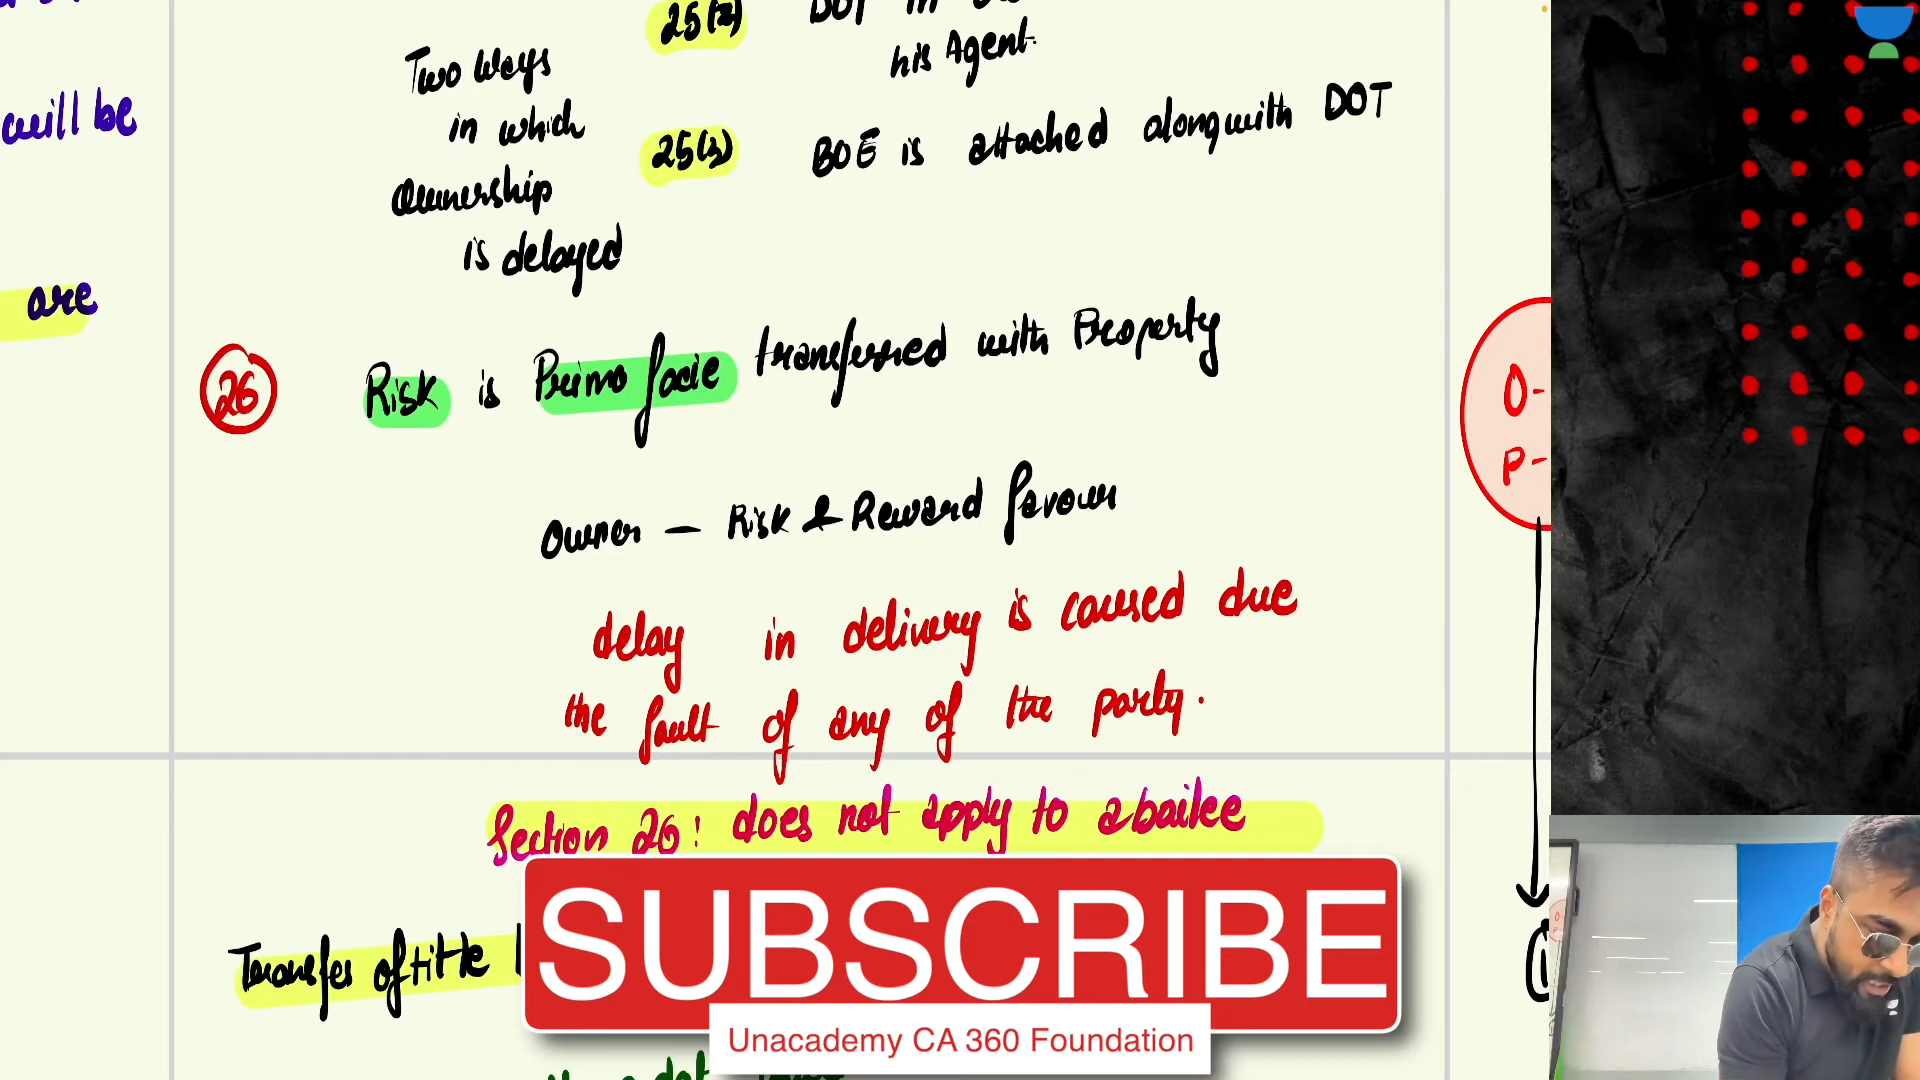 will be
are
25(2)
his Agent.
Two Ways
in which
Ownership
is delayed
25(3) BOE is attached alongwith DOT
26 Risk is Prima facie transferred with Property
Owner — Risk & Reward favour
delay in delivery is caused due
the fault of any of the party.
Section 26: does not apply to a bailee
Transfer of title
O-
P-
SUBSCRIBE
Unacademy CA 360 Foundation